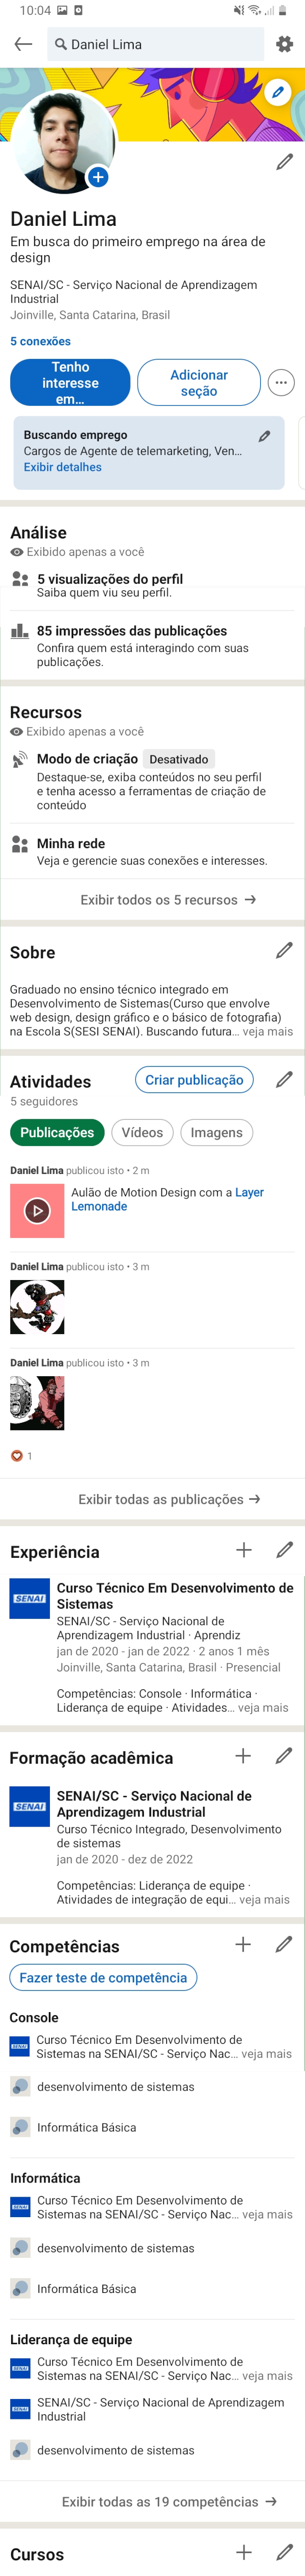 10:04
Daniel Lima
Daniel Lima
Em busca do primeiro emprego na área de
design
SENAI/SC - Serviço Nacional de Aprendizagem
Industrial
Joinville, Santa Catarina, Brasil
5 conexões
Tenho
interesse
em...
Adicionar
seção
Buscando emprego
Cargos de Agente de telemarketing, Ven...
Exibir detalhes
Análise
Exibido apenas a você
5 visualizações do perfil
Saiba quem viu seu perfil.
85 impressões das publicações
Confira quem está interagindo com suas
publicações.
Recursos
Exibido apenas a você
Modo de criação Desativado
Destaque-se, exiba conteúdos no seu perfil
e tenha acesso a ferramentas de criação de
conteúdo
Minha rede
Veja e gerencie suas conexões e interesses.
Exibir todos os 5 recursos →
Sobre
Graduado no ensino técnico integrado em
Desenvolvimento de Sistemas(Curso que envolve
web design, design gráfico e o básico de fotografia)
na Escola S(SESI SENAI). Buscando futura... veja mais
Atividades
Criar publicação
5 seguidores
Publicações Vídeos Imagens
Daniel Lima publicou isto • 2 m
Aulão de Motion Design com a Layer
Lemonade
Daniel Lima publicou isto • 3 m
Daniel Lima publicou isto • 3 m
1
Exibir todas as publicações →
Experiência
SENAI
Curso Técnico Em Desenvolvimento de
Sistemas
SENAI/SC - Serviço Nacional de
Aprendizagem Industrial · Aprendiz
jan de 2020 - jan de 2022 · 2 anos 1 mês
Joinville, Santa Catarina, Brasil · Presencial
Competências: Console · Informática ·
Liderança de equipe · Atividades... veja mais
Formação acadêmica
SENAI
SENAI/SC - Serviço Nacional de
Aprendizagem Industrial
Curso Técnico Integrado, Desenvolvimento
de sistemas
jan de 2020 - dez de 2022
Competências: Liderança de equipe ·
Atividades de integração de equi... veja mais
Competências
Fazer teste de competência
Console
SENAI
Curso Técnico Em Desenvolvimento de
Sistemas na SENAI/SC - Serviço Nac... veja mais
desenvolvimento de sistemas
Informática Básica
Informática
SENAI
Curso Técnico Em Desenvolvimento de
Sistemas na SENAI/SC - Serviço Nac... veja mais
desenvolvimento de sistemas
Informática Básica
Liderança de equipe
SENAI
Curso Técnico Em Desenvolvimento de
Sistemas na SENAI/SC - Serviço Nac... veja mais
SENAI
SENAI/SC - Serviço Nacional de Aprendizagem
Industrial
desenvolvimento de sistemas
Exibir todas as 19 competências →
Cursos